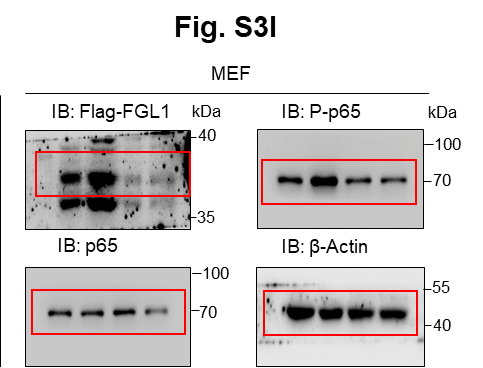 Fig. S3I
MEF
IB: Flag-FGL1 kDa
40
35
IB: P-p65 kDa
100
70
IB: p65
100
70
IB: β-Actin
55
40